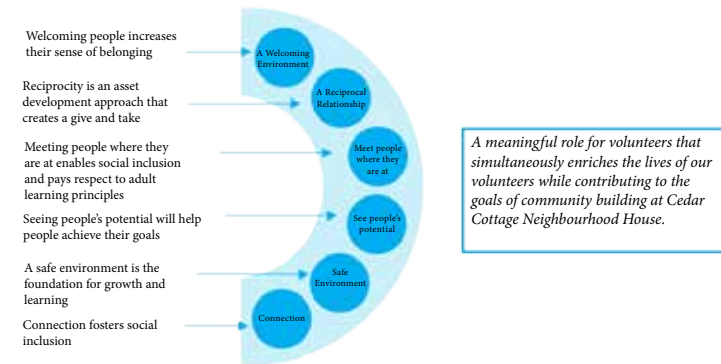 Welcoming people increases
their sense of belonging
Reciprocity is an asset
development approach that
creates a give and take
Meeting people where they
are at enables social inclusion
and pays respect to adult
learning principles
Seeing people's potential will help
people achieve their goals
A safe environment is the
foundation for growth and
learning
Connection fosters social
inclusion
A Welcoming
Environment
A Reciprocal
Relationship
Meet people
where they
are at
See people's
potential
Safe
Environment
Connection
A meaningful role for volunteers that
simultaneously enriches the lives of our
volunteers while contributing to the
goals of community building at Cedar
Cottage Neighbourhood House.